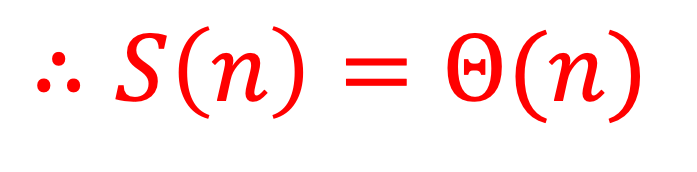 ∴ 𝑆(𝑛) = Θ(𝑛)